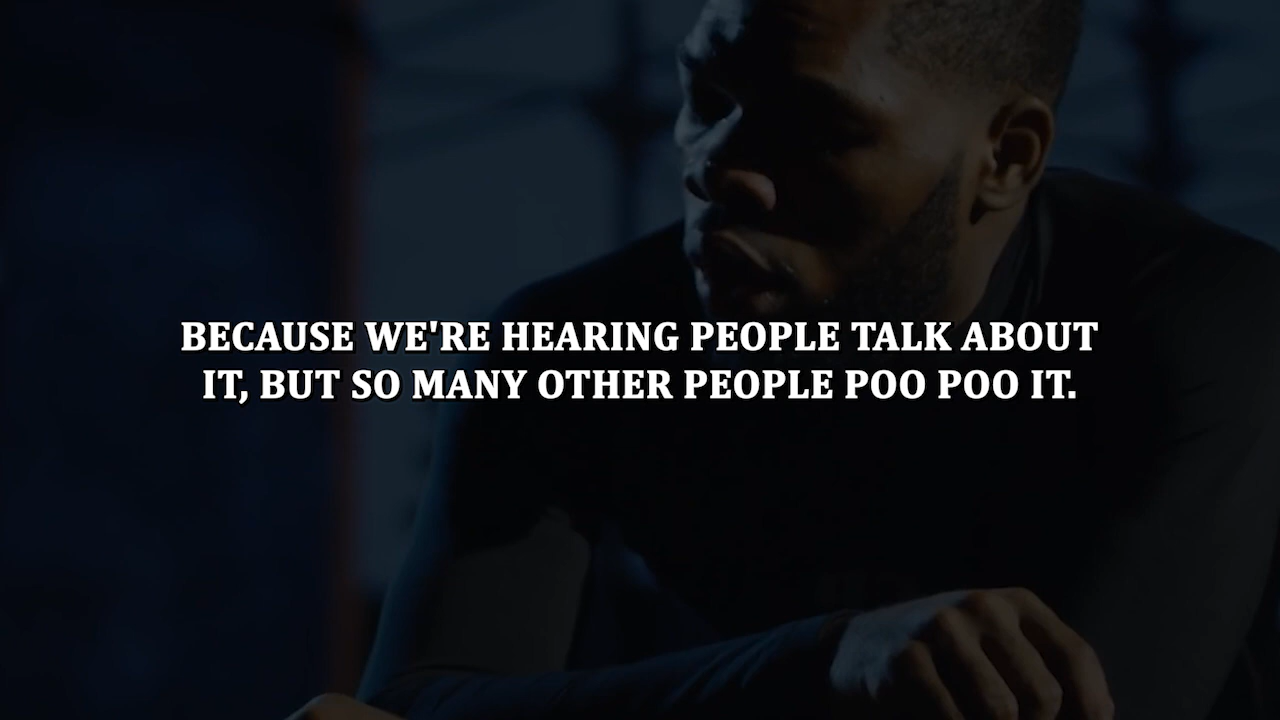 BECAUSE WE'RE HEARING PEOPLE TALK ABOUT
IT, BUT SO MANY OTHER PEOPLE POO POO IT.